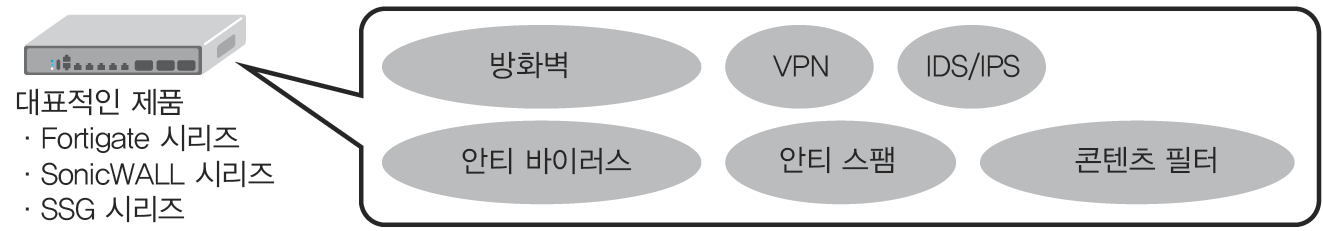 방화벽
VPN
IDS/IPS
안티 바이러스
안티 스팸
콘텐츠 필터
대표적인 제품
· Fortigate 시리즈
· SonicWALL 시리즈
· SSG 시리즈